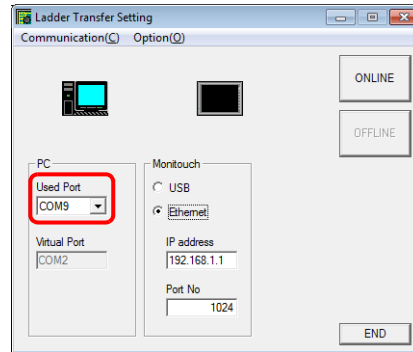 Ladder Transfer Setting
Communication(C) Option(O)
ONLINE
OFFLINE
PC
Used Port
COM9
Virtual Port
COM2
Monitouch
USB
Ethernet
IP address
192.168.1.1
Port No
1024
END